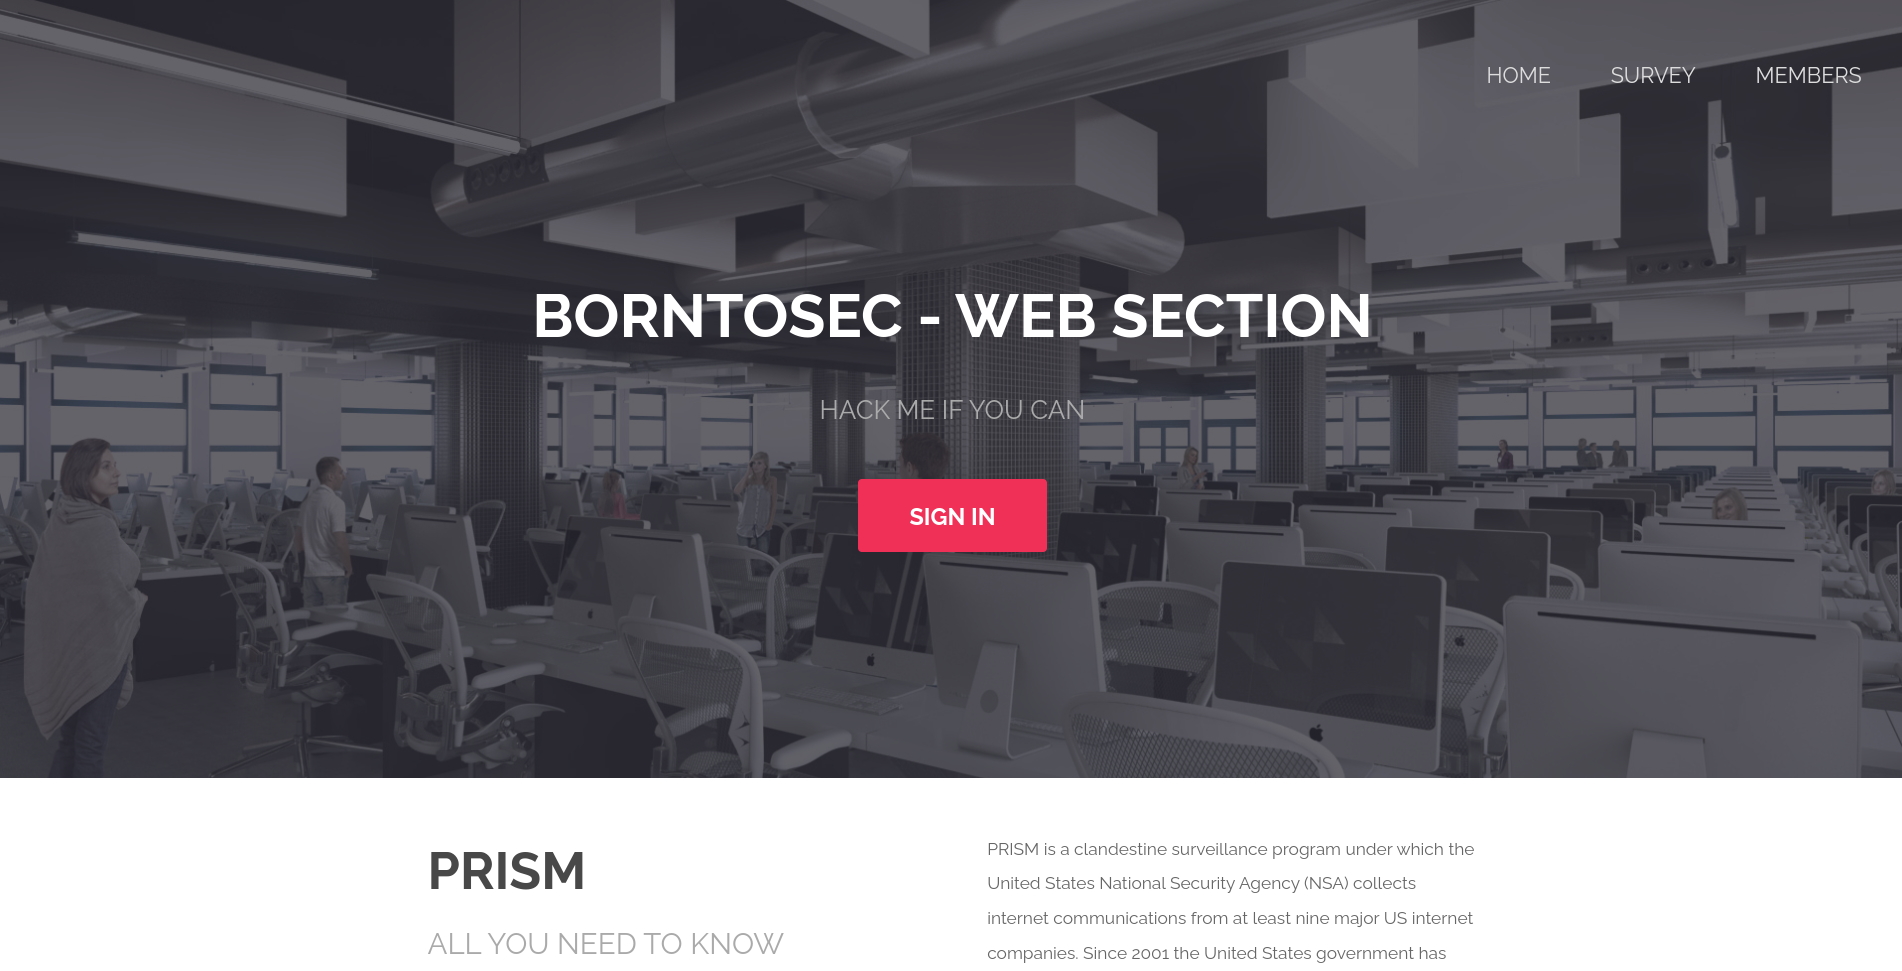 HOME SURVEY MEMBERS
BORNTOSEC - WEB SECTION
HACK ME IF YOU CAN
SIGN IN
PRISM
ALL YOU NEED TO KNOW
PRISM is a clandestine surveillance program under which the
United States National Security Agency (NSA) collects
internet communications from at least nine major US internet
companies. Since 2001 the United States government has